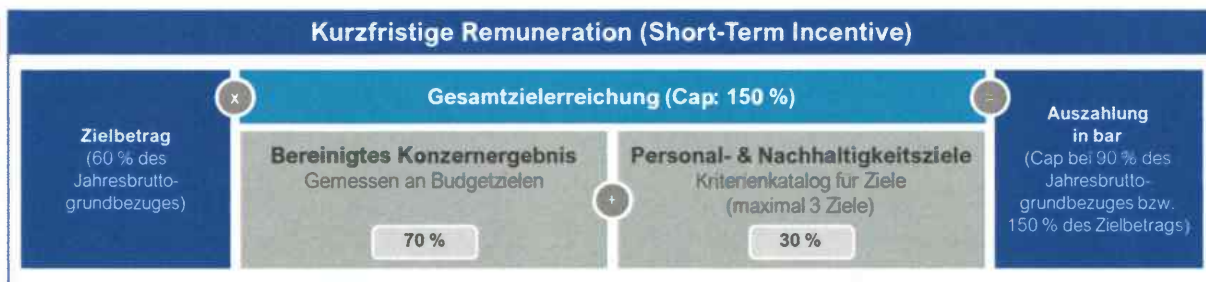 Kurzfristige Remuneration (Short-Term Incentive)
x
Gesamtzielerreichung (Cap: 150 %)
=
Zielbetrag
(60 % des
Jahresbrutto-
grundbezuges)
Bereinigtes Konzernergebnis
Gemessen an Budgetzielen
70 %
+
Personal- & Nachhaltigkeitsziele
Kriterienkatalog für Ziele
(maximal 3 Ziele)
30 %
Auszahlung
in bar
(Cap bei 90 % des
Jahresbrutto-
grundbezuges bzw.
150 % des Zielbetrags)